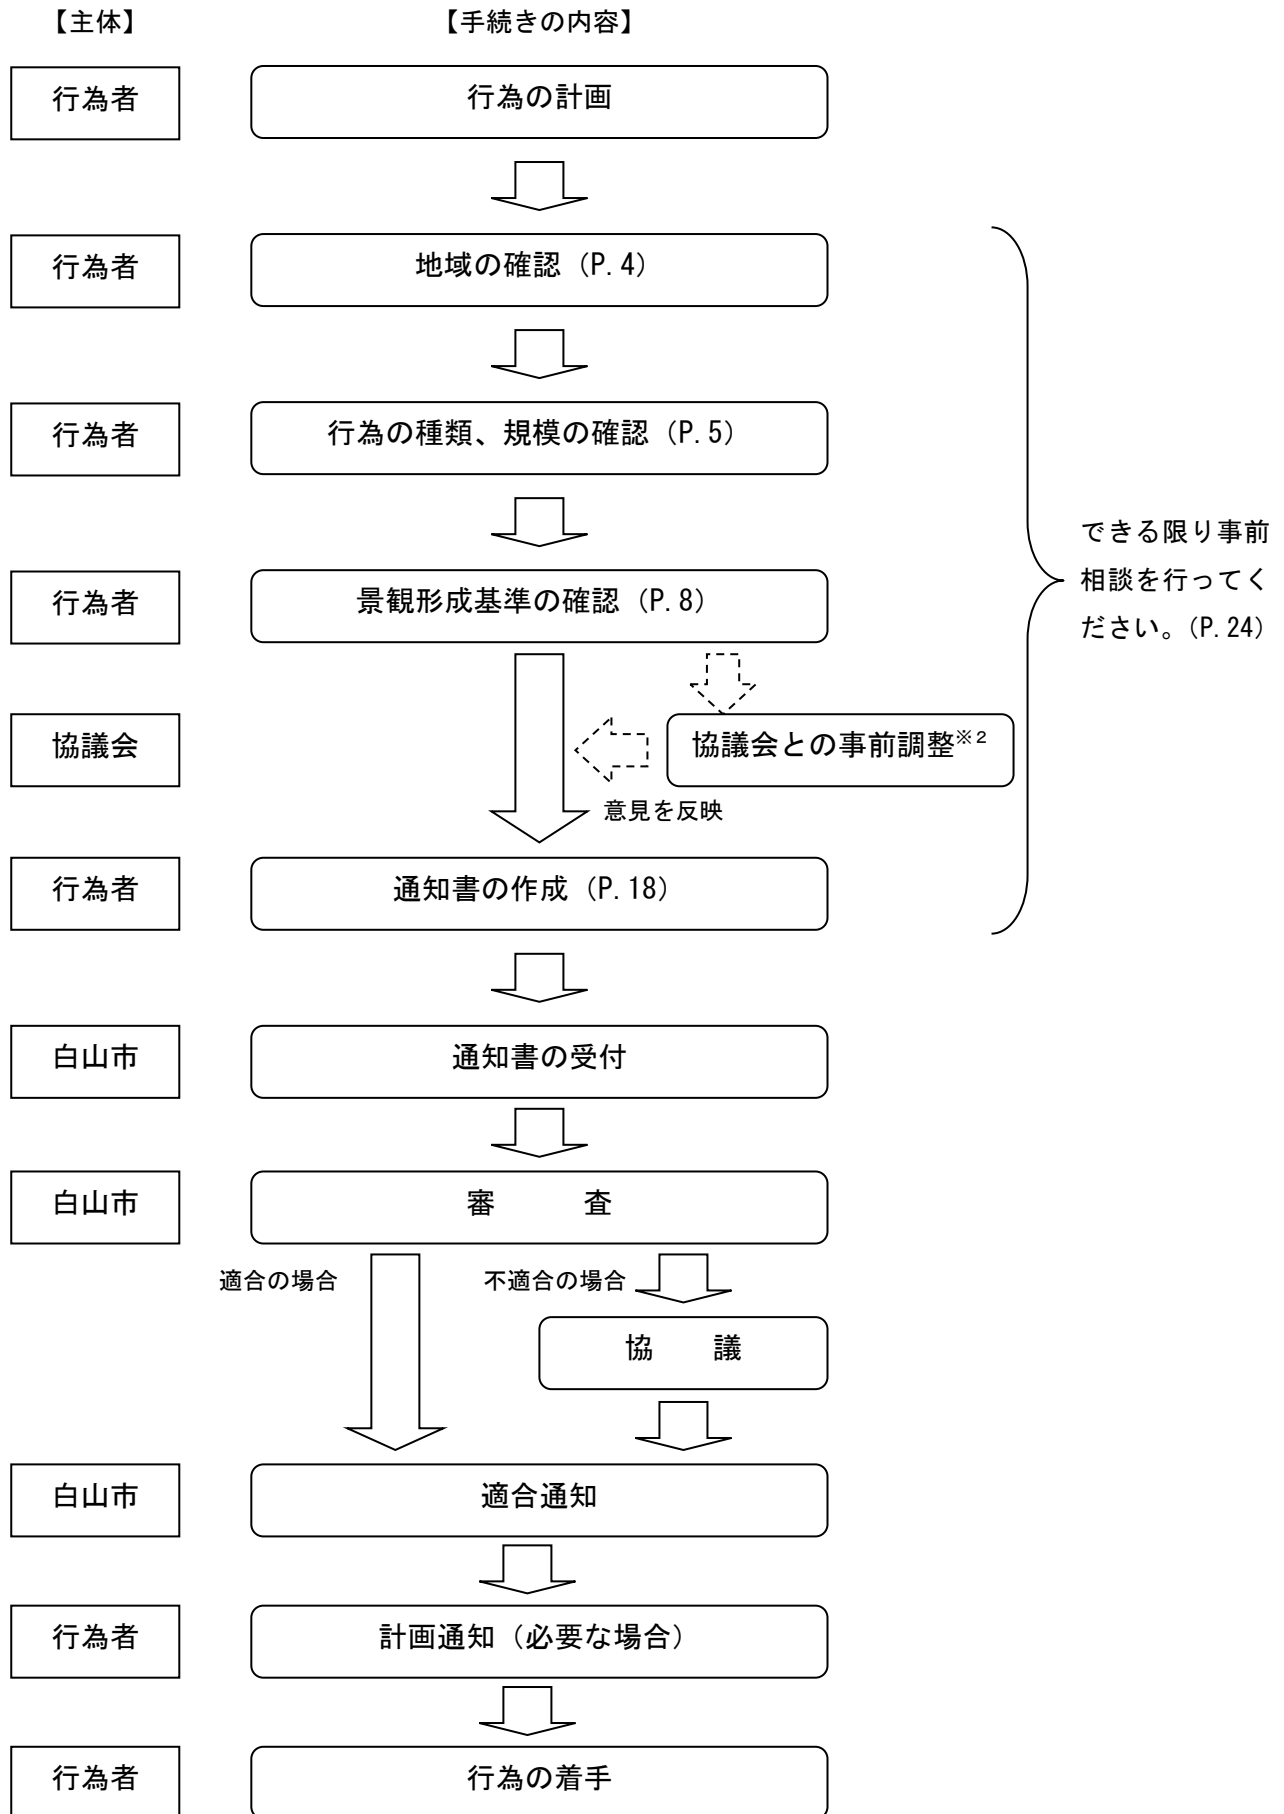 【主体】 【手続きの内容】
行為者 行為の計画
行為者 地域の確認（P.4）
行為者 行為の種類、規模の確認（P.5）
できる限り事前
相談を行ってく
ださい。（P.24）
行為者 景観形成基準の確認（P.8）
協議会 協議会との事前調整※2
意見を反映
行為者 通知書の作成（P.18）
白山市 通知書の受付
白山市 審　　　査
適合の場合 不適合の場合
協　　議
白山市 適合通知
行為者 計画通知（必要な場合）
行為者 行為の着手